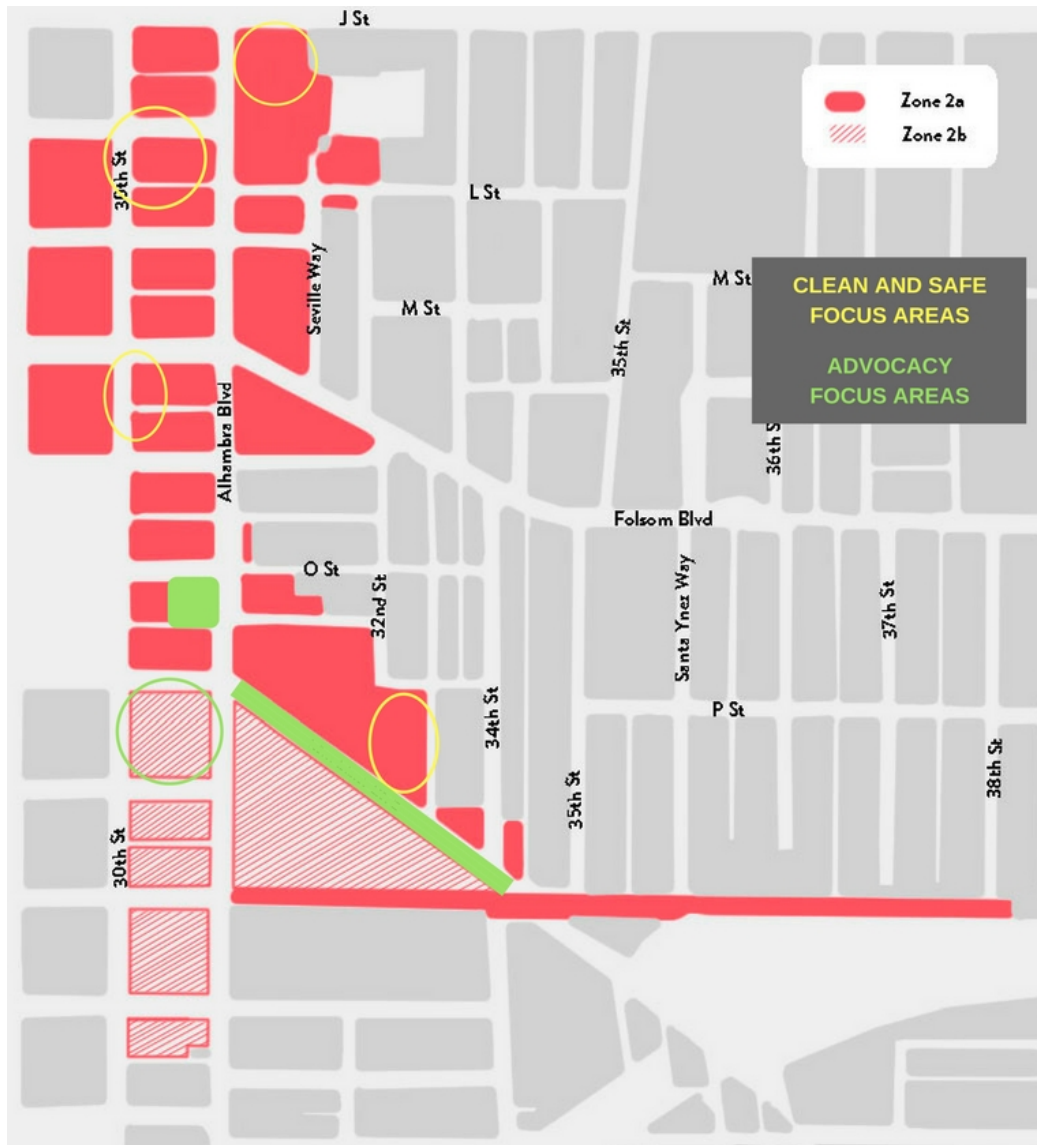 J St
Zone 2a
Zone 2b
30th St
L St
Seville Way
M St
M St
CLEAN AND SAFE
FOCUS AREAS
ADVOCACY
FOCUS AREAS
35th St
Alhambra Blvd
36th St
Folsom Blvd
O St
32nd St
Santa Ynez Way
37th St
P St
34th St
35th St
38th St
30th St